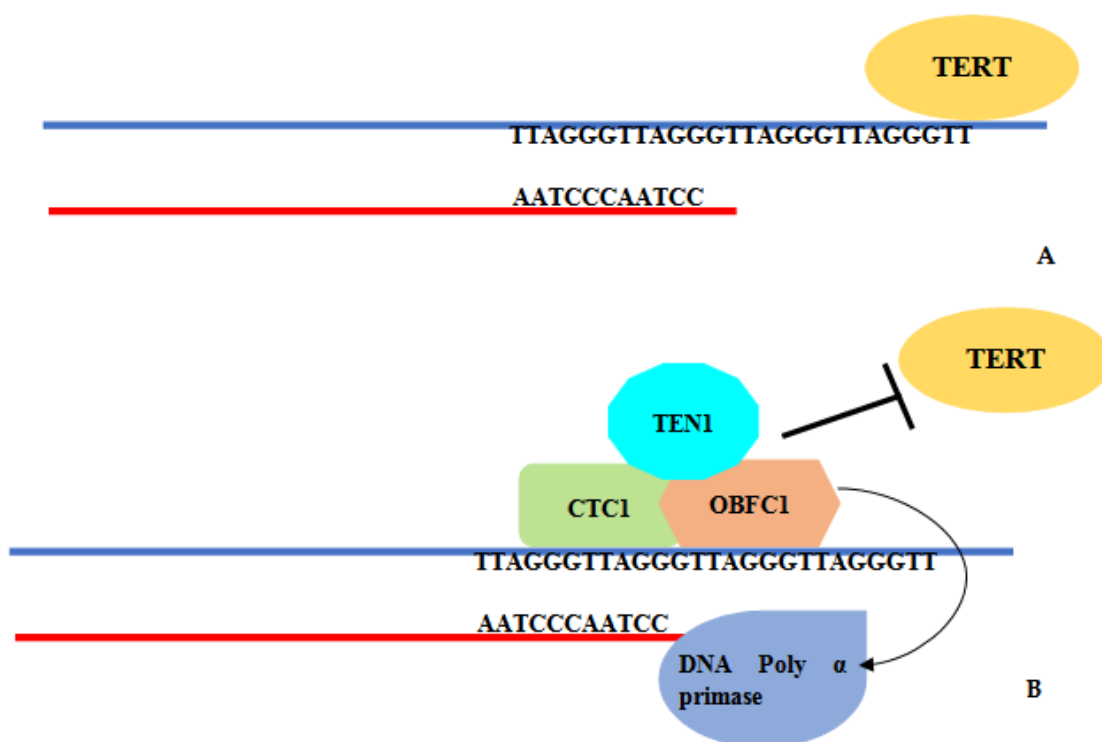 TERT
TTAGGGTTAGGGTTAGGGTTAGGGTT
AATCCCAATCC
A
TERT
TEN1
CTC1
OBFC1
TTAGGGTTAGGGTTAGGGTTAGGGTT
AATCCCAATCC
DNA Poly α
primase
B